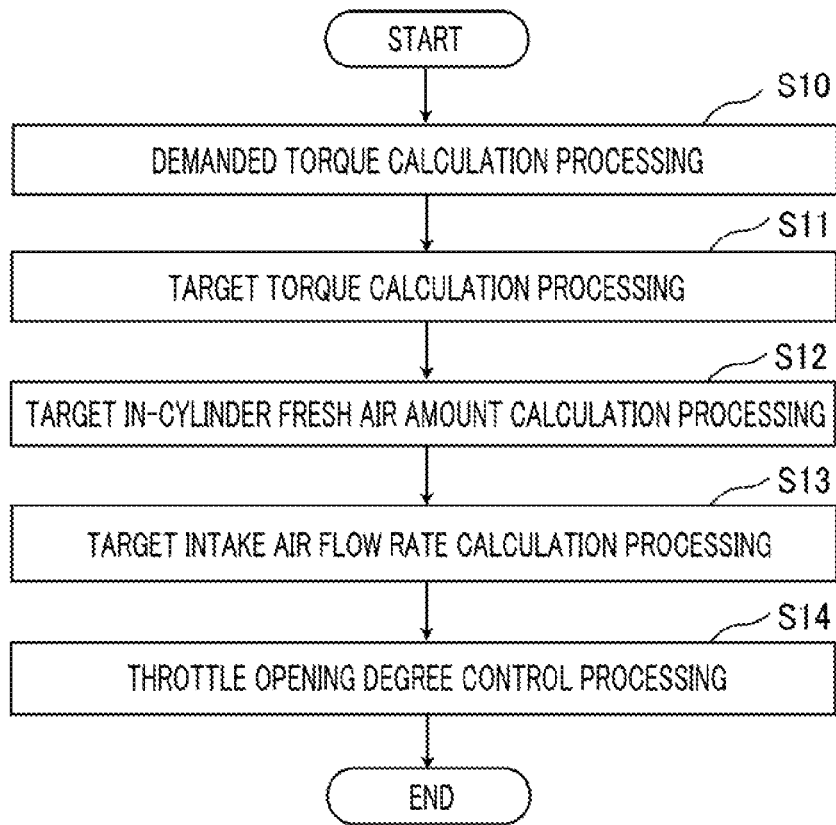 START
S10
DEMANDED TORQUE CALCULATION PROCESSING
S11
TARGET TORQUE CALCULATION PROCESSING
S12
TARGET IN-CYLINDER FRESH AIR AMOUNT CALCULATION PROCESSING
S13
TARGET INTAKE AIR FLOW RATE CALCULATION PROCESSING
S14
THROTTLE OPENING DEGREE CONTROL PROCESSING
END